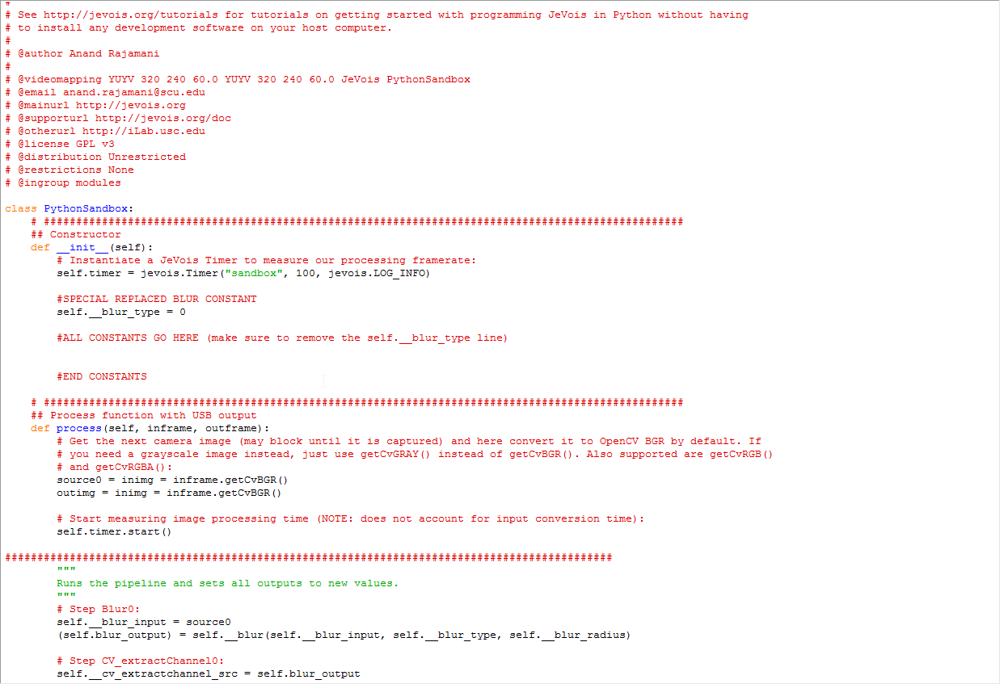 #
# See http://jevois.org/tutorials for tutorials on getting started with programming JeVois in Python without having
# to install any development software on your host computer.
#
# @author Anand Rajamani
#
# @videomapping YUYV 320 240 60.0 YUYV 320 240 60.0 JeVois PythonSandbox
# @email anand.rajamani@scu.edu
# @mainurl http://jevois.org
# @supporturl http://jevois.org/doc
# @otherurl http://iLab.usc.edu
# @license GPL v3
# @distribution Unrestricted
# @restrictions None
# @ingroup modules

class PythonSandbox:
    # ###################################################################################################
    ## Constructor
    def __init__(self):
        # Instantiate a JeVois Timer to measure our processing framerate:
        self.timer = jevois.Timer("sandbox", 100, jevois.LOG_INFO)

        #SPECIAL REPLACED BLUR CONSTANT
        self.__blur_type = 0

        #ALL CONSTANTS GO HERE (make sure to remove the self.__blur_type line)


        #END CONSTANTS

    # ###################################################################################################
    ## Process function with USB output
    def process(self, inframe, outframe):
        # Get the next camera image (may block until it is captured) and here convert it to OpenCV BGR by default. If
        # you need a grayscale image instead, just use getCvGRAY() instead of getCvBGR(). Also supported are getCvRGB()
        # and getCvRGBA():
        source0 = inimg = inframe.getCvBGR()
        outimg = inimg = inframe.getCvBGR()

        # Start measuring image processing time (NOTE: does not account for input conversion time):
        self.timer.start()

##############################################################################################
        """
        Runs the pipeline and sets all outputs to new values.
        """
        # Step Blur0:
        self.__blur_input = source0
        (self.blur_output) = self.__blur(self.__blur_input, self.__blur_type, self.__blur_radius)

        # Step CV_extractChannel0:
        self.__cv_extractchannel_src = self.blur_output